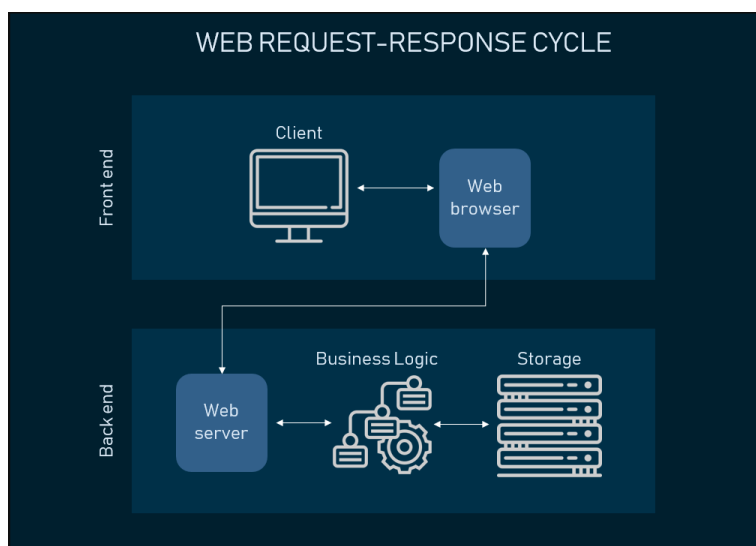 WEB REQUEST-RESPONSE CYCLE
Front end
Client
Web
browser
Back end
Business Logic
Storage
Web
server